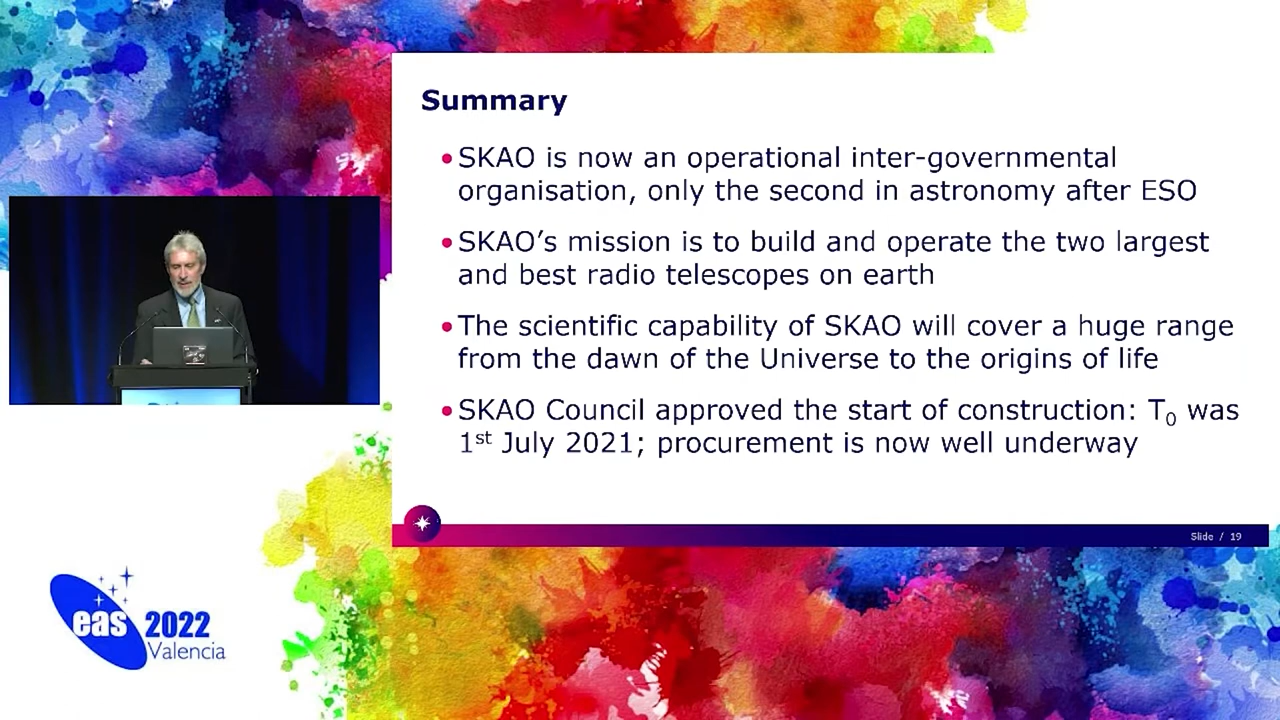 Summary
•SKAO is now an operational inter-governmental
organisation, only the second in astronomy after ESO
•SKAO’s mission is to build and operate the two largest
and best radio telescopes on earth
•The scientific capability of SKAO will cover a huge range
from the dawn of the Universe to the origins of life
•SKAO Council approved the start of construction: T₀ was
1ˢᵗ July 2021; procurement is now well underway
Slide / 19
eas 2022
Valencia